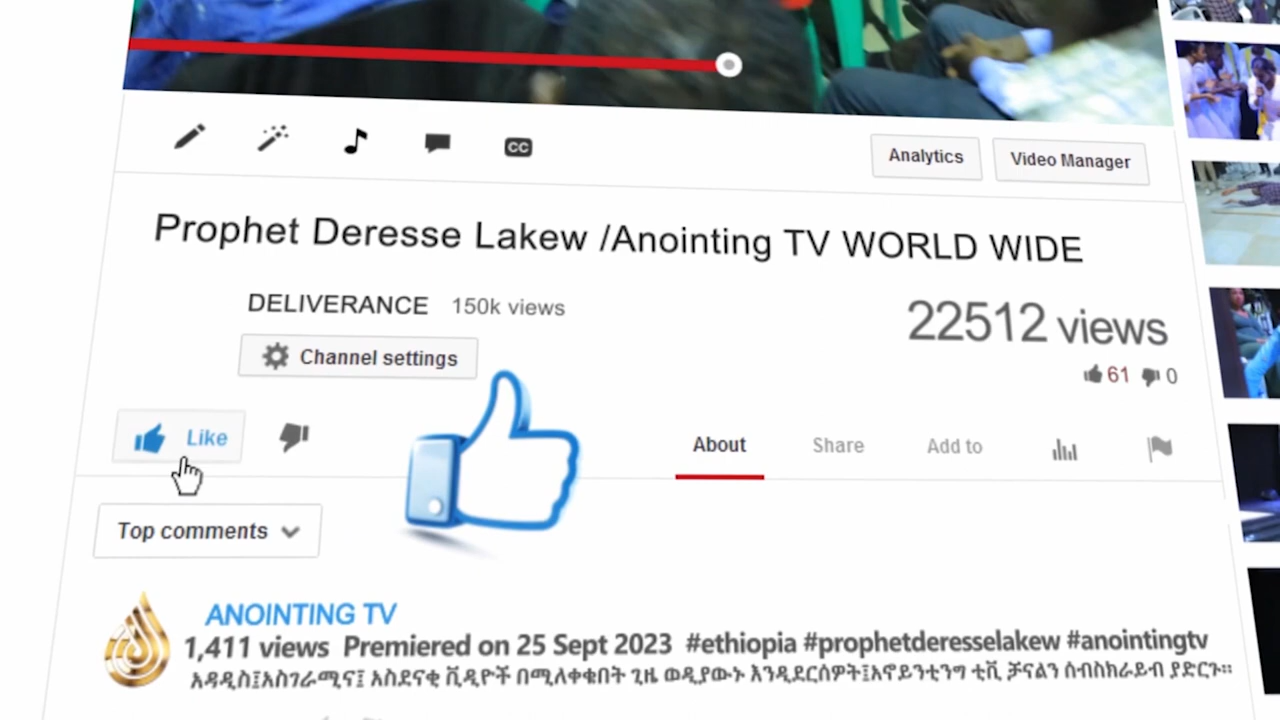 CC
Analytics
Video Manager
Prophet Deresse Lakew /Anointing TV WORLD WIDE
DELIVERANCE 150k views
22512 views
Channel settings
61 0
Like
About Share Add to
Top comments
ANOINTING TV
1,411 views Premiered on 25 Sept 2023 #ethiopia #prophetderesselakew #anointingtv
አዳዲስ፤አስገራሚና፤ አስደናቂ ቪዲዮች በሚለቀቁበት ጊዜ ወዲያውኑ እንዲደርሰዎት፤አኖይንቲንግ ቲቪ ቻናልን ሰብስክራይብ ያድርጉ።